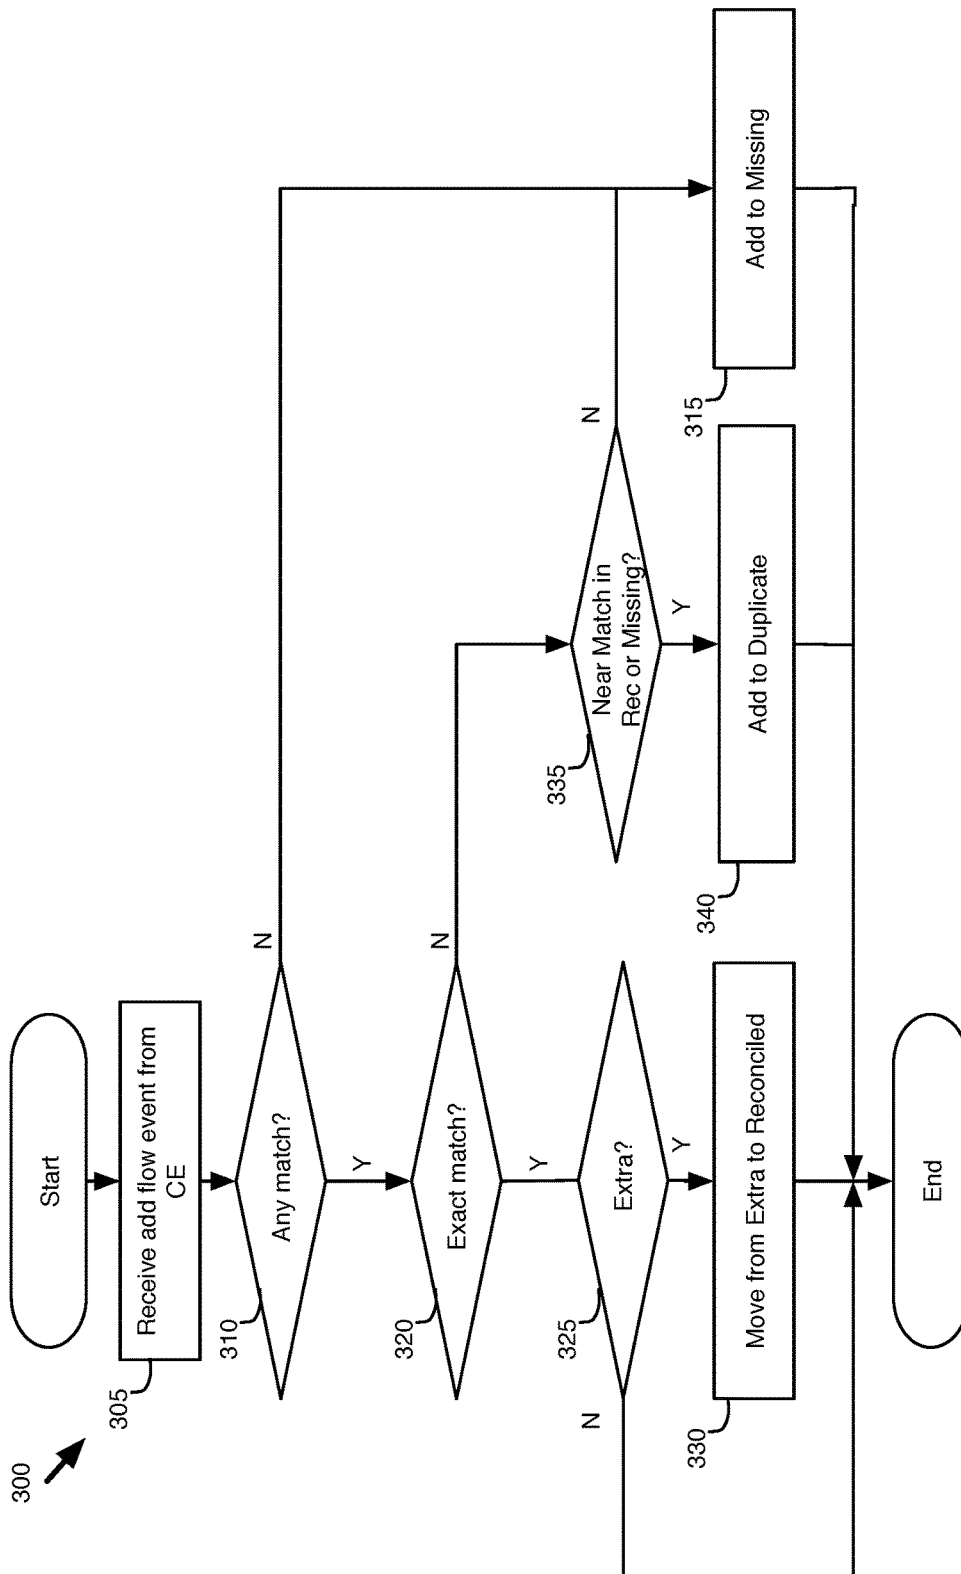 300
Start
305
Receive add flow event from
CE
310
Any match?
N
Y
320
Exact match?
N
Y
325
Extra?
N
Y
335
Near Match in
Rec or Missing?
N
Y
330
Move from Extra to Reconciled
340
Add to Duplicate
315
Add to Missing
End